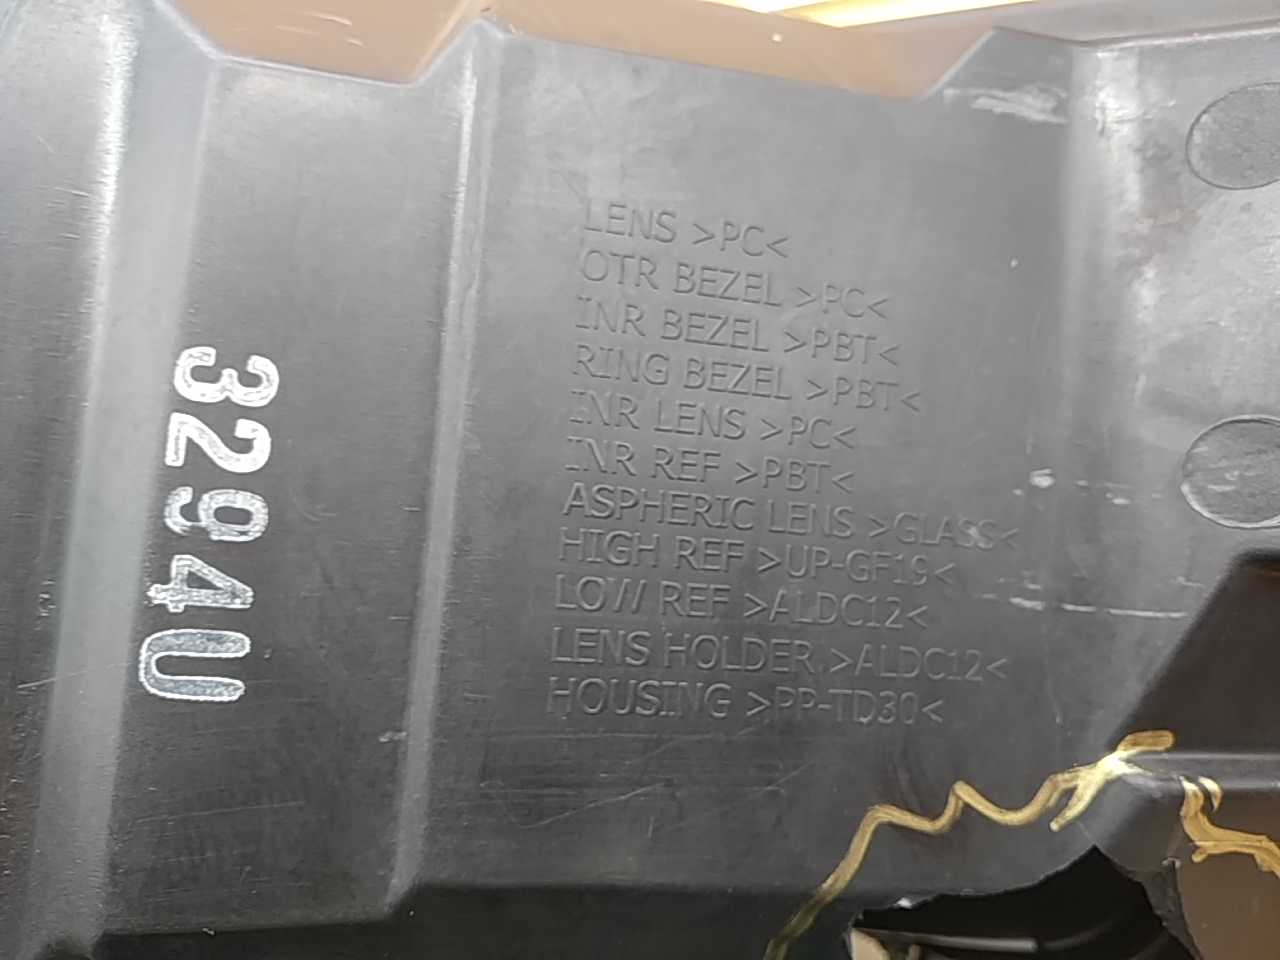 LENS >PC<
OTR BEZEL >PC<
INR BEZEL >PBT<
RING BEZEL >PBT<
INR LENS >PC<
INR REF >PBT<
ASPHERIC LENS >GLASS<
HIGH REF >UP-GF19<
LOW REF >ALDC12<
LENS HOLDER >ALDC12<
HOUSING >PP-TD30<
3294U